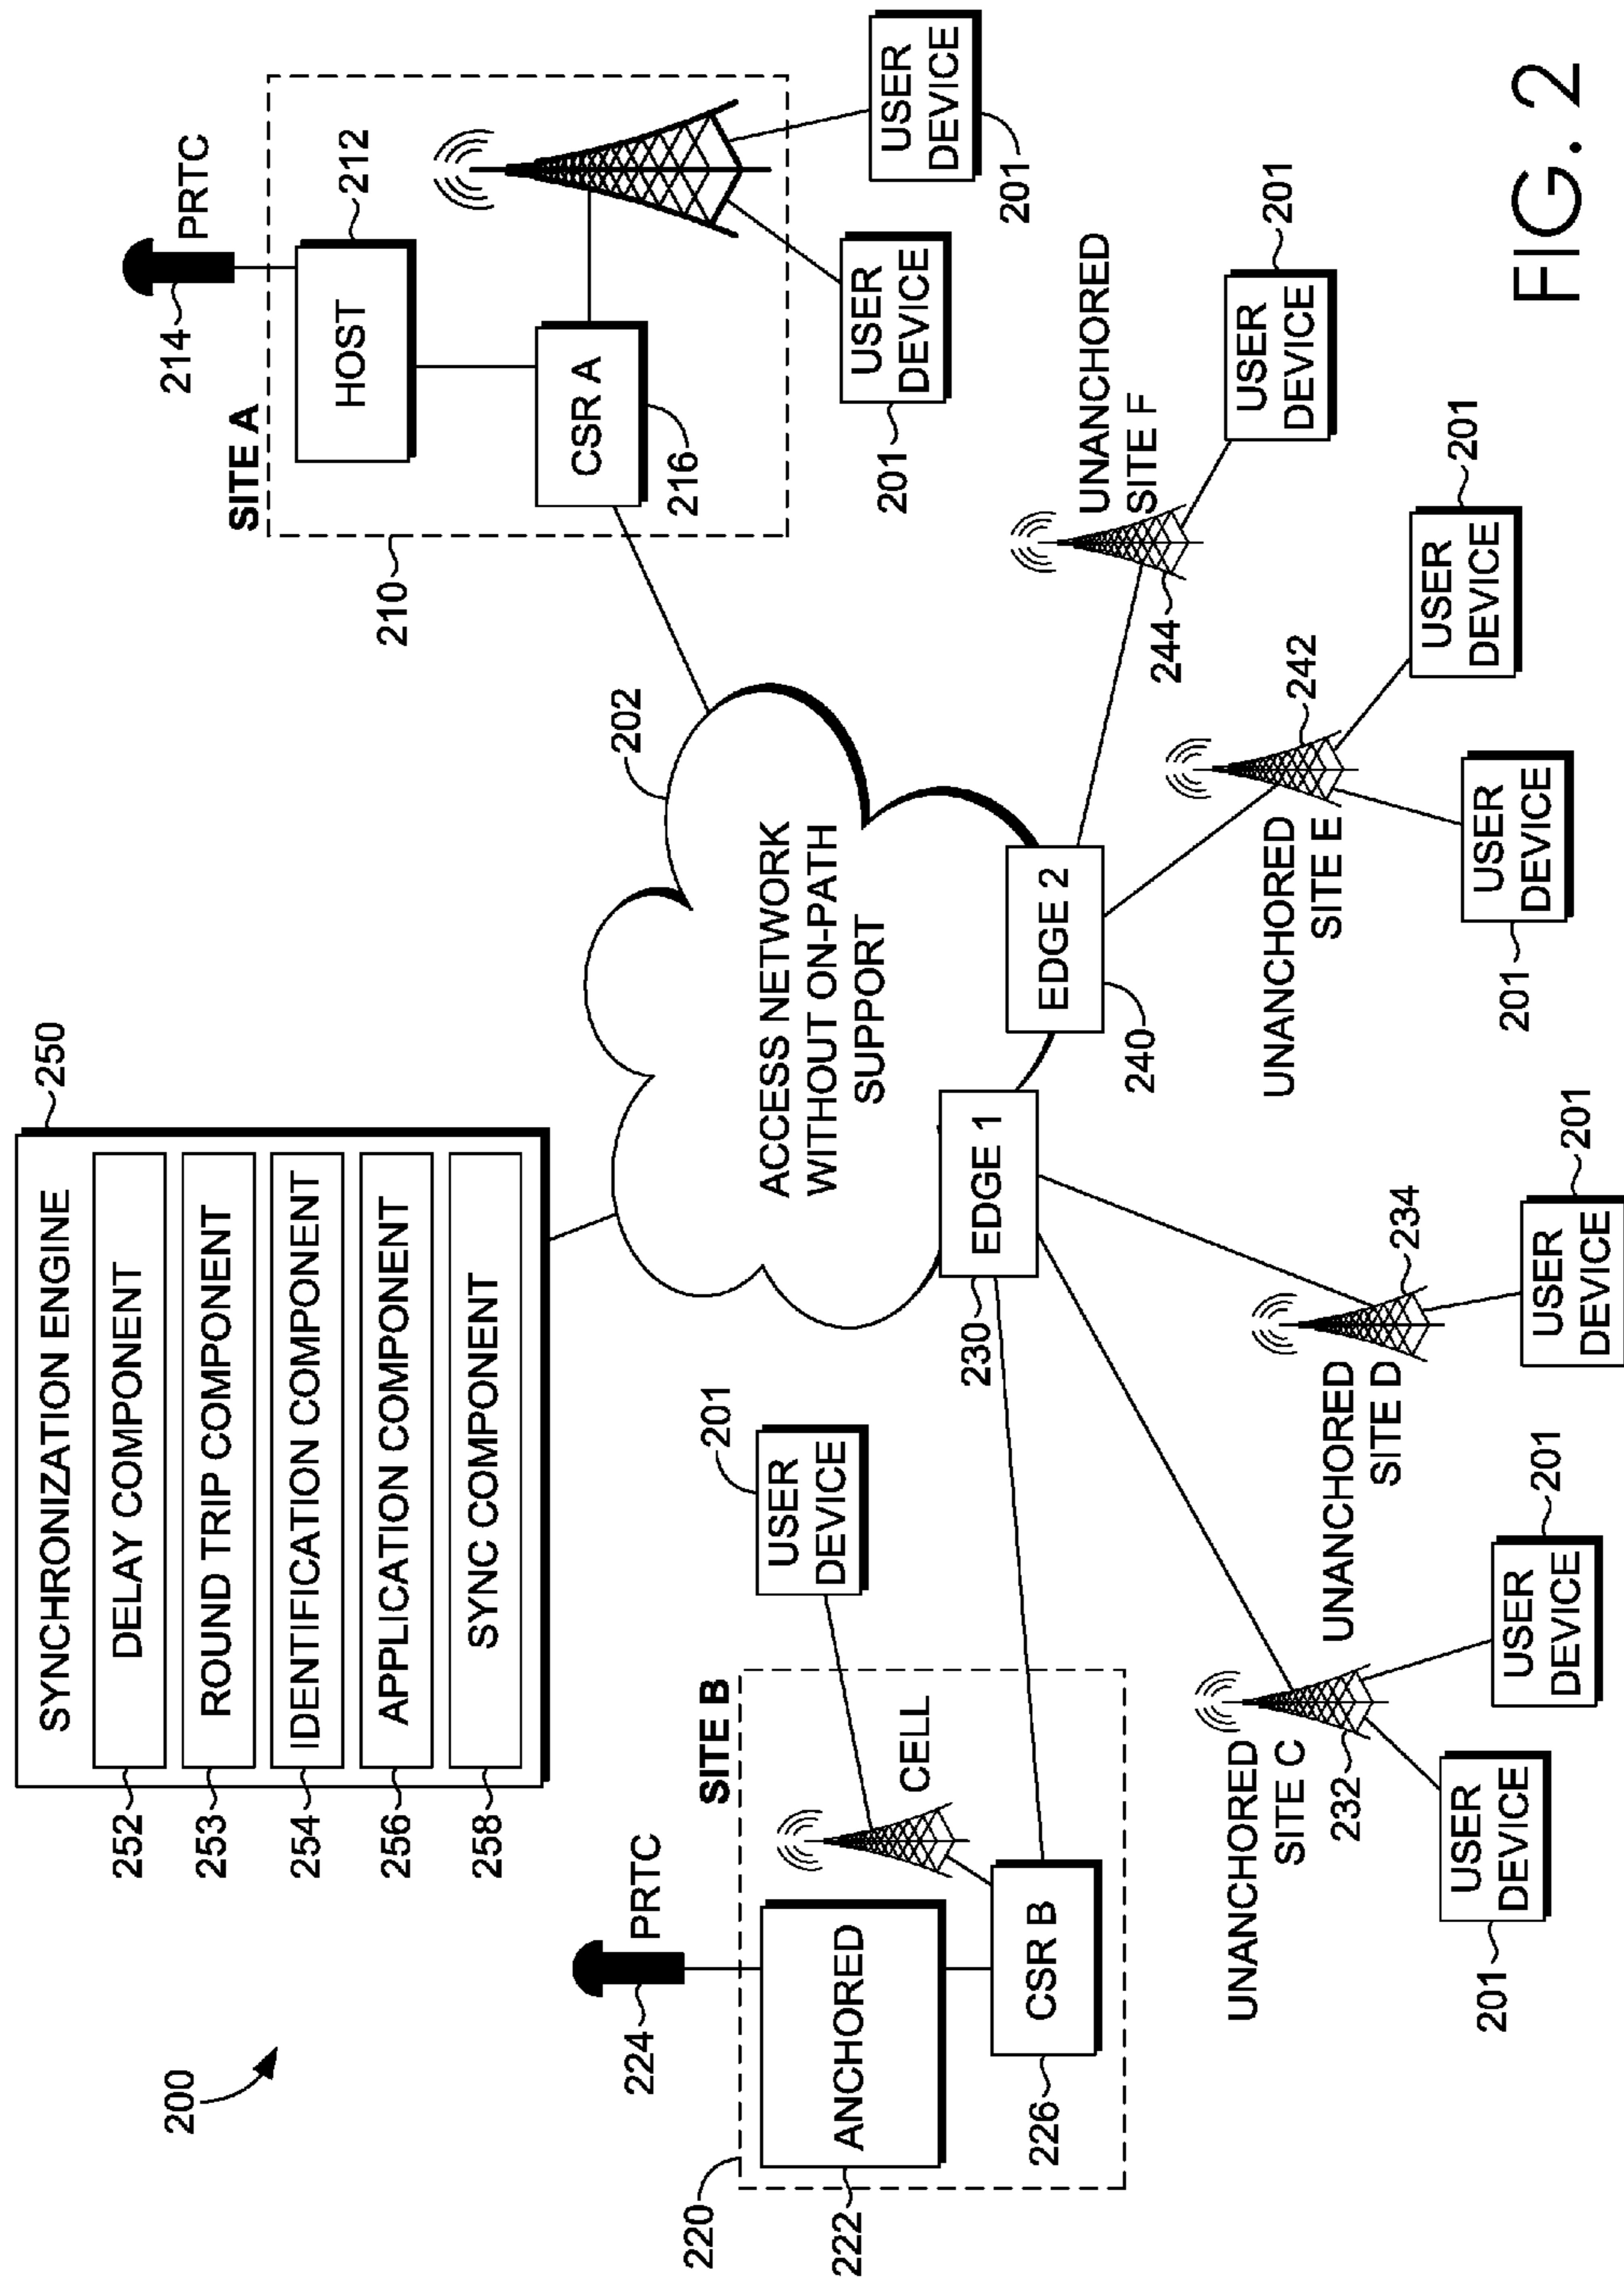 200
SYNCHRONIZATION ENGINE
250
252
DELAY COMPONENT
253
ROUND TRIP COMPONENT
254
IDENTIFICATION COMPONENT
256
APPLICATION COMPONENT
258
SYNC COMPONENT
214
PRTC
SITE A
210
HOST
212
CSR A
216
USER
DEVICE
201
USER
DEVICE
201
202
ACCESS NETWORK
WITHOUT ON-PATH
SUPPORT
224
PRTC
SITE B
220
ANCHORED
222
CELL
CSR B
226
USER
DEVICE
201
EDGE 1
230
EDGE 2
240
UNANCHORED
SITE C
232
USER
DEVICE
201
USER
DEVICE
201
UNANCHORED
SITE D
234
USER
DEVICE
201
UNANCHORED
SITE E
242
USER
DEVICE
201
USER
DEVICE
201
UNANCHORED
SITE F
244
USER
DEVICE
201
FIG. 2